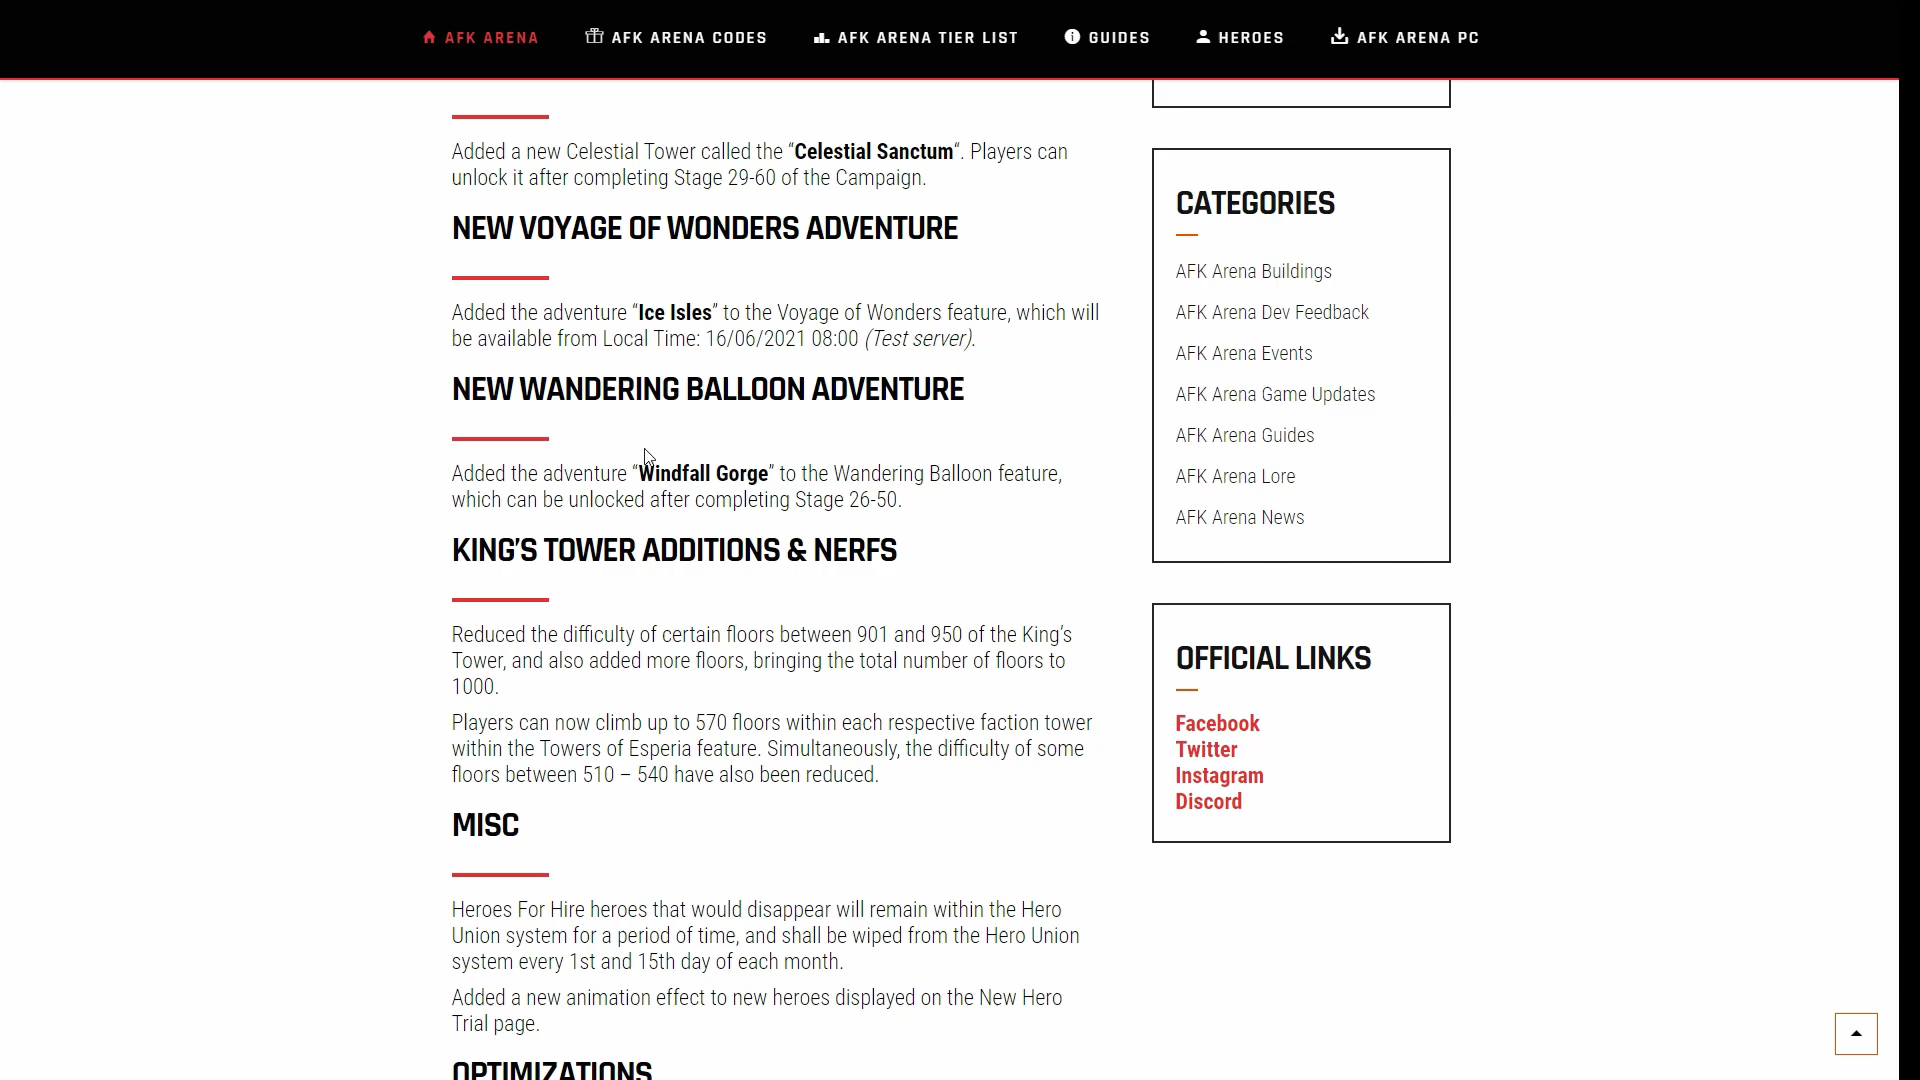 AFK ARENA
AFK ARENA CODES
AFK ARENA TIER LIST
GUIDES
HEROES
AFK ARENA PC
Added a new Celestial Tower called the “Celestial Sanctum“. Players can
unlock it after completing Stage 29-60 of the Campaign.
NEW VOYAGE OF WONDERS ADVENTURE
Added the adventure “Ice Isles” to the Voyage of Wonders feature, which will
be available from Local Time: 16/06/2021 08:00 (Test server).
NEW WANDERING BALLOON ADVENTURE
Added the adventure “Windfall Gorge” to the Wandering Balloon feature,
which can be unlocked after completing Stage 26-50.
KING’S TOWER ADDITIONS & NERFS
Reduced the difficulty of certain floors between 901 and 950 of the King’s
Tower, and also added more floors, bringing the total number of floors to
1000.
Players can now climb up to 570 floors within each respective faction tower
within the Towers of Esperia feature. Simultaneously, the difficulty of some
floors between 510 – 540 have also been reduced.
MISC
Heroes For Hire heroes that would disappear will remain within the Hero
Union system for a period of time, and shall be wiped from the Hero Union
system every 1st and 15th day of each month.
Added a new animation effect to new heroes displayed on the New Hero
Trial page.
OPTIMIZATIONS
CATEGORIES
AFK Arena Buildings
AFK Arena Dev Feedback
AFK Arena Events
AFK Arena Game Updates
AFK Arena Guides
AFK Arena Lore
AFK Arena News
OFFICIAL LINKS
Facebook
Twitter
Instagram
Discord